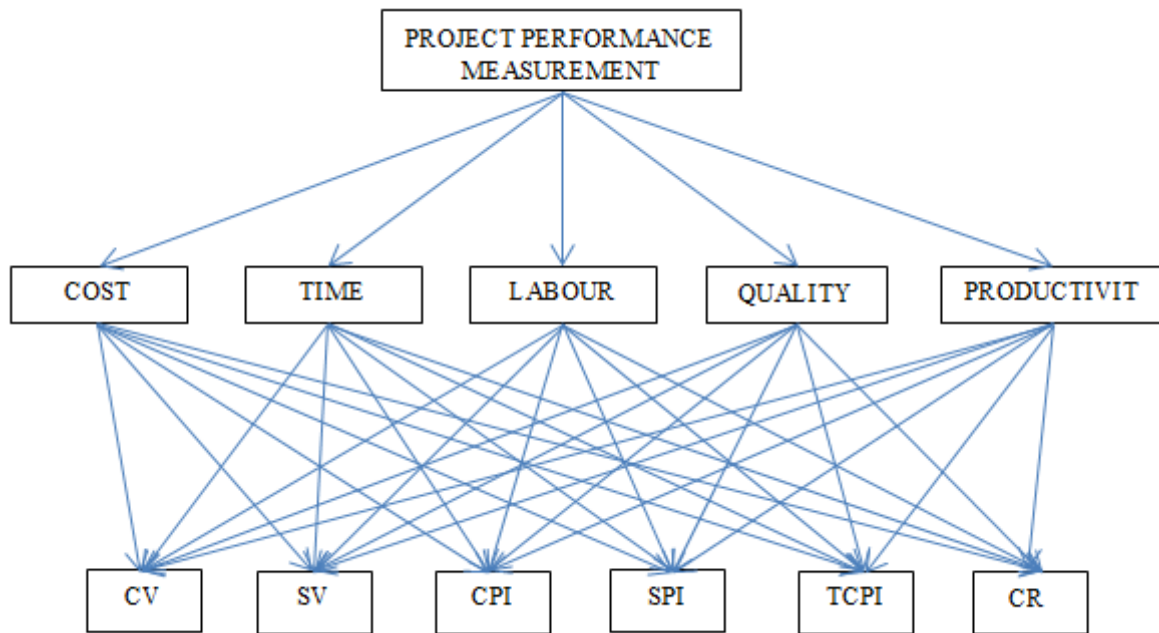 PROJECT PERFORMANCE
MEASUREMENT
COST
TIME
LABOUR
QUALITY
PRODUCTIVIT
CV
SV
CPI
SPI
TCPI
CR